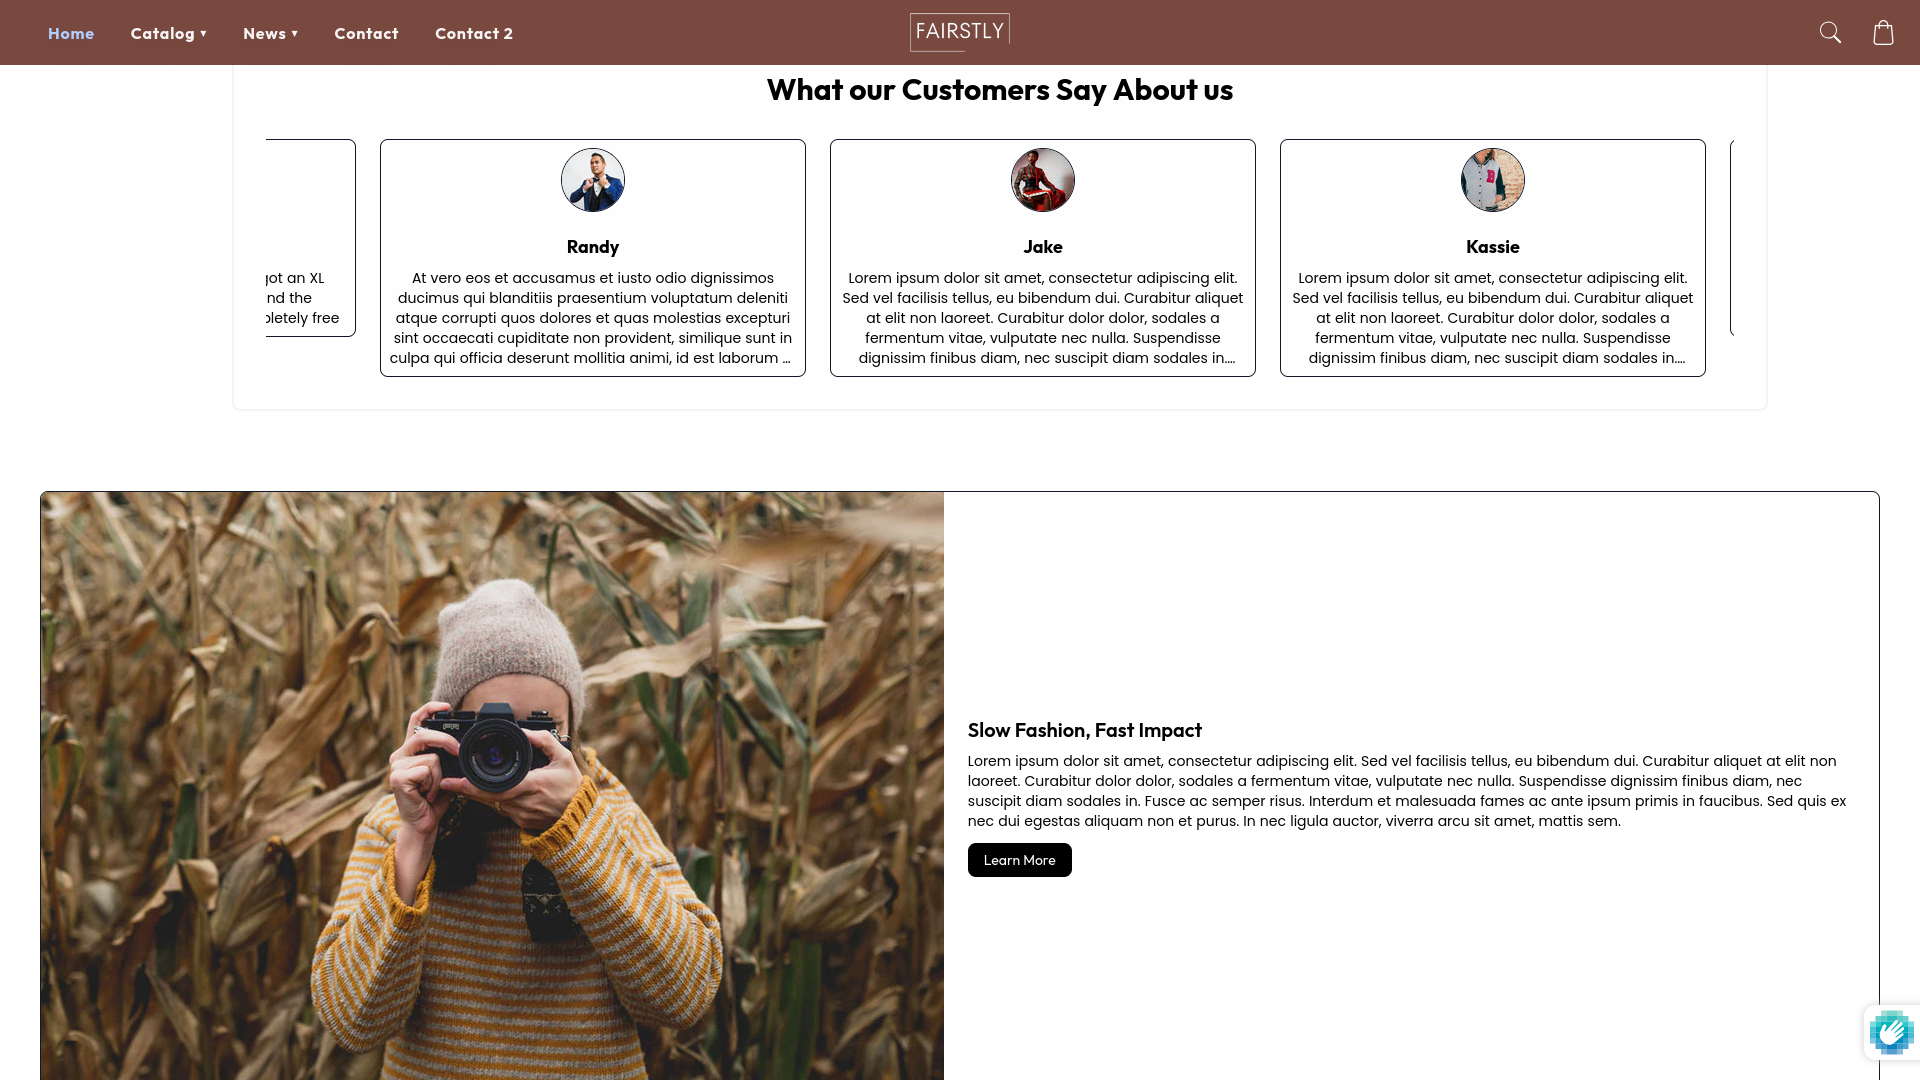 Home
Catalog ▾
News ▾
Contact
Contact 2
FAIRSTLY
What our Customers Say About us
got an XL
nd the
free
Randy
At vero eos et accusamus et iusto odio dignissimos
ducimus qui blanditiis praesentium voluptatum deleniti
atque corrupti quos dolores et quas molestias excepturi
sint occaecati cupiditate non provident, similique sunt in
culpa qui officia deserunt mollitia animi, id est laborum ...
Jake
Lorem ipsum dolor sit amet, consectetur adipiscing elit.
Sed vel facilisis tellus, eu bibendum dui. Curabitur aliquet
at elit non laoreet. Curabitur dolor dolor, sodales a
fermentum vitae, vulputate nec nulla. Suspendisse
dignissim finibus diam, nec suscipit diam sodales in....
Kassie
Lorem ipsum dolor sit amet, consectetur adipiscing elit.
Sed vel facilisis tellus, eu bibendum dui. Curabitur aliquet
at elit non laoreet. Curabitur dolor dolor, sodales a
fermentum vitae, vulputate nec nulla. Suspendisse
dignissim finibus diam, nec suscipit diam sodales in....
Slow Fashion, Fast Impact
Lorem ipsum dolor sit amet, consectetur adipiscing elit. Sed vel facilisis tellus, eu bibendum dui. Curabitur aliquet at elit non
laoreet. Curabitur dolor dolor, sodales a fermentum vitae, vulputate nec nulla. Suspendisse dignissim finibus diam, nec
suscipit diam sodales in. Fusce ac semper risus. Interdum et malesuada fames ac ante ipsum primis in faucibus. Sed quis ex
nec dui egestas aliquam non et purus. In nec ligula auctor, viverra arcu sit amet, mattis sem.
Learn More